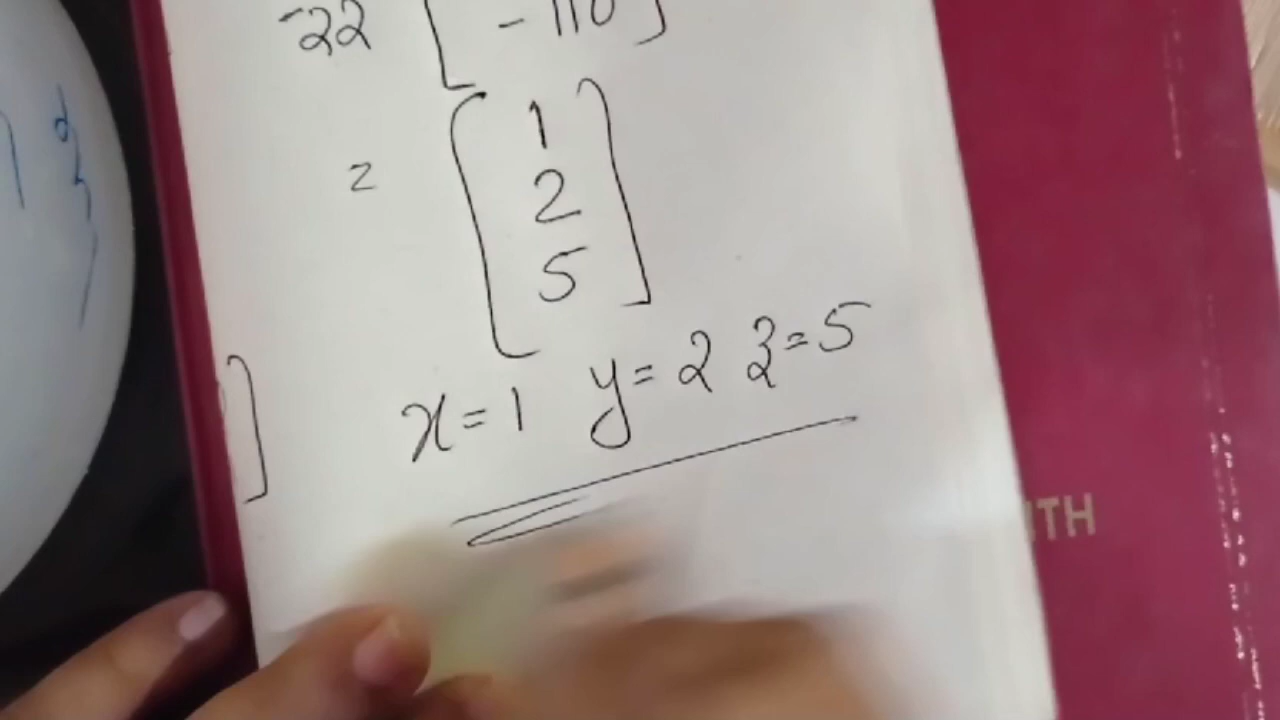 -22 [ -110 ]
= [ 1
2
5 ]
x=1 y=2 z=5
]
ITH